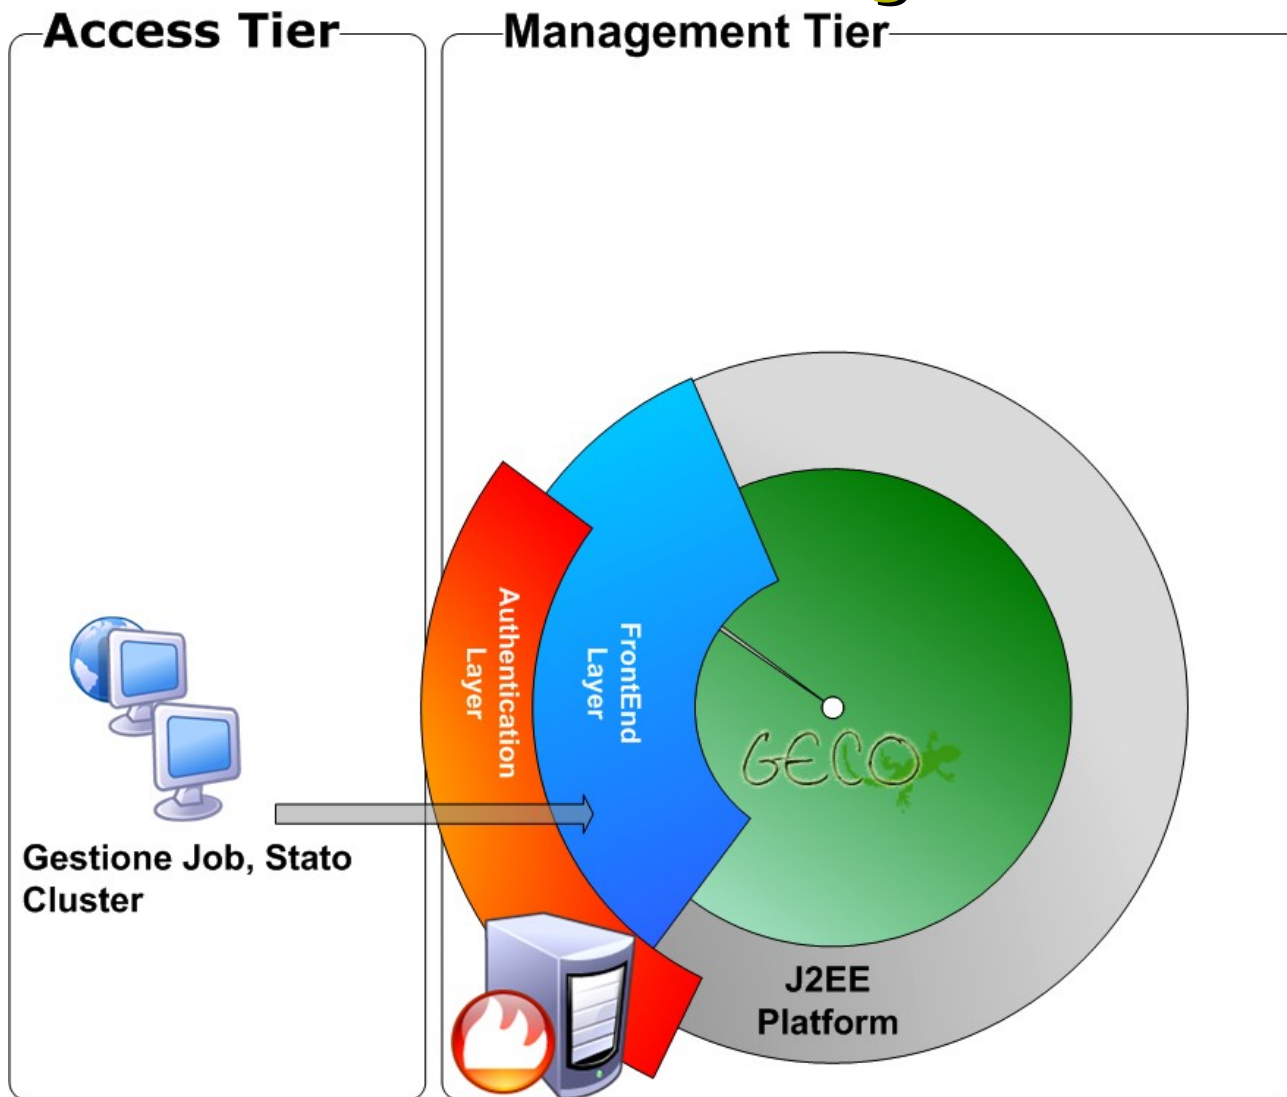 Access Tier
Management Tier
Authentication
Layer
FrontEnd
Layer
GECO
Gestione Job, Stato
Cluster
J2EE
Platform